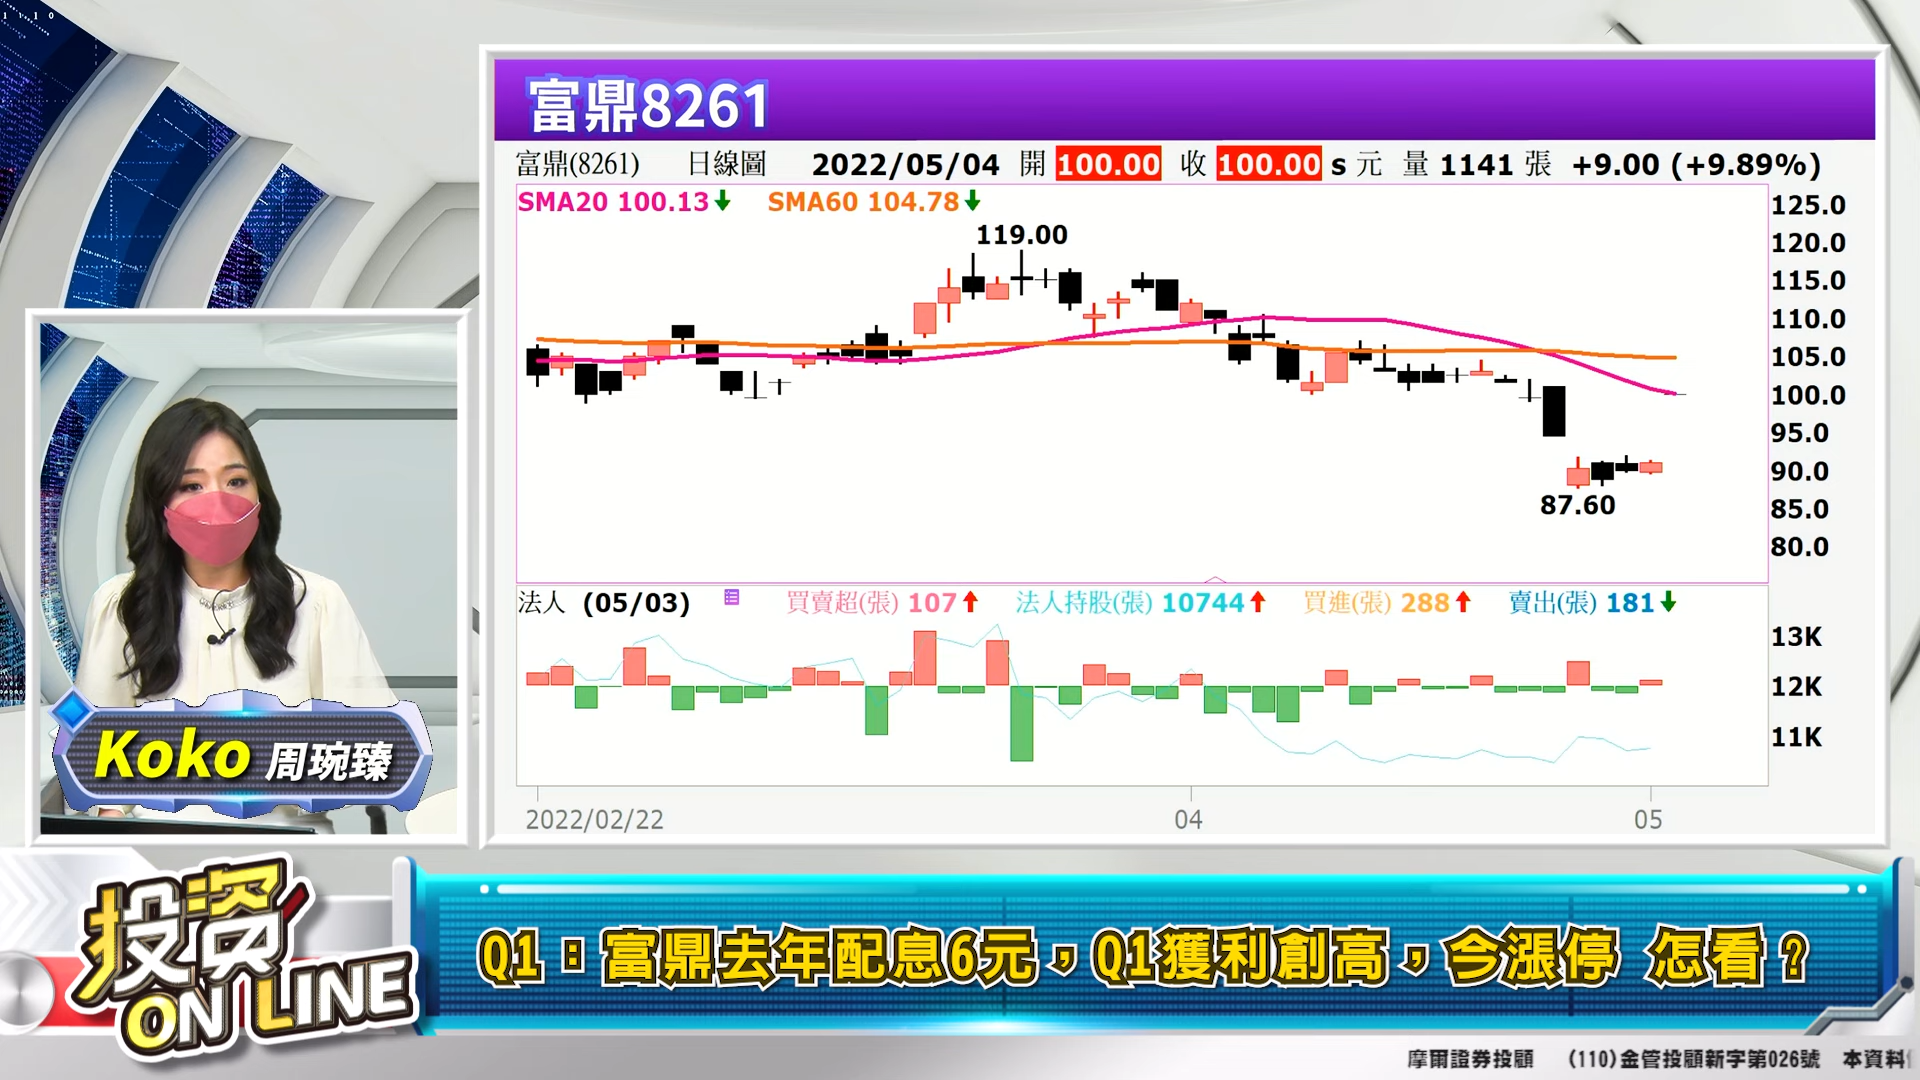 1 1 1 0
富鼎8261
富鼎(8261) 日線圖 2022/05/04 開 100.00 收 100.00 s 元 量 1141 張 +9.00 (+9.89%)
SMA20 100.13 SMA60 104.78
119.00
87.60
125.0
120.0
115.0
110.0
105.0
100.0
95.0
90.0
85.0
80.0
法人 (05/03) 買賣超(張) 107 法人持股(張) 10744 買進(張) 288 賣出(張) 181
13K
12K
11K
2022/02/22 04 05
Koko 周琬臻
投資
ON LINE
Q1：富鼎去年配息6元，Q1獲利創高，今漲停 怎看？
摩爾證券投顧 (110)金管投顧新字第026號 本資料